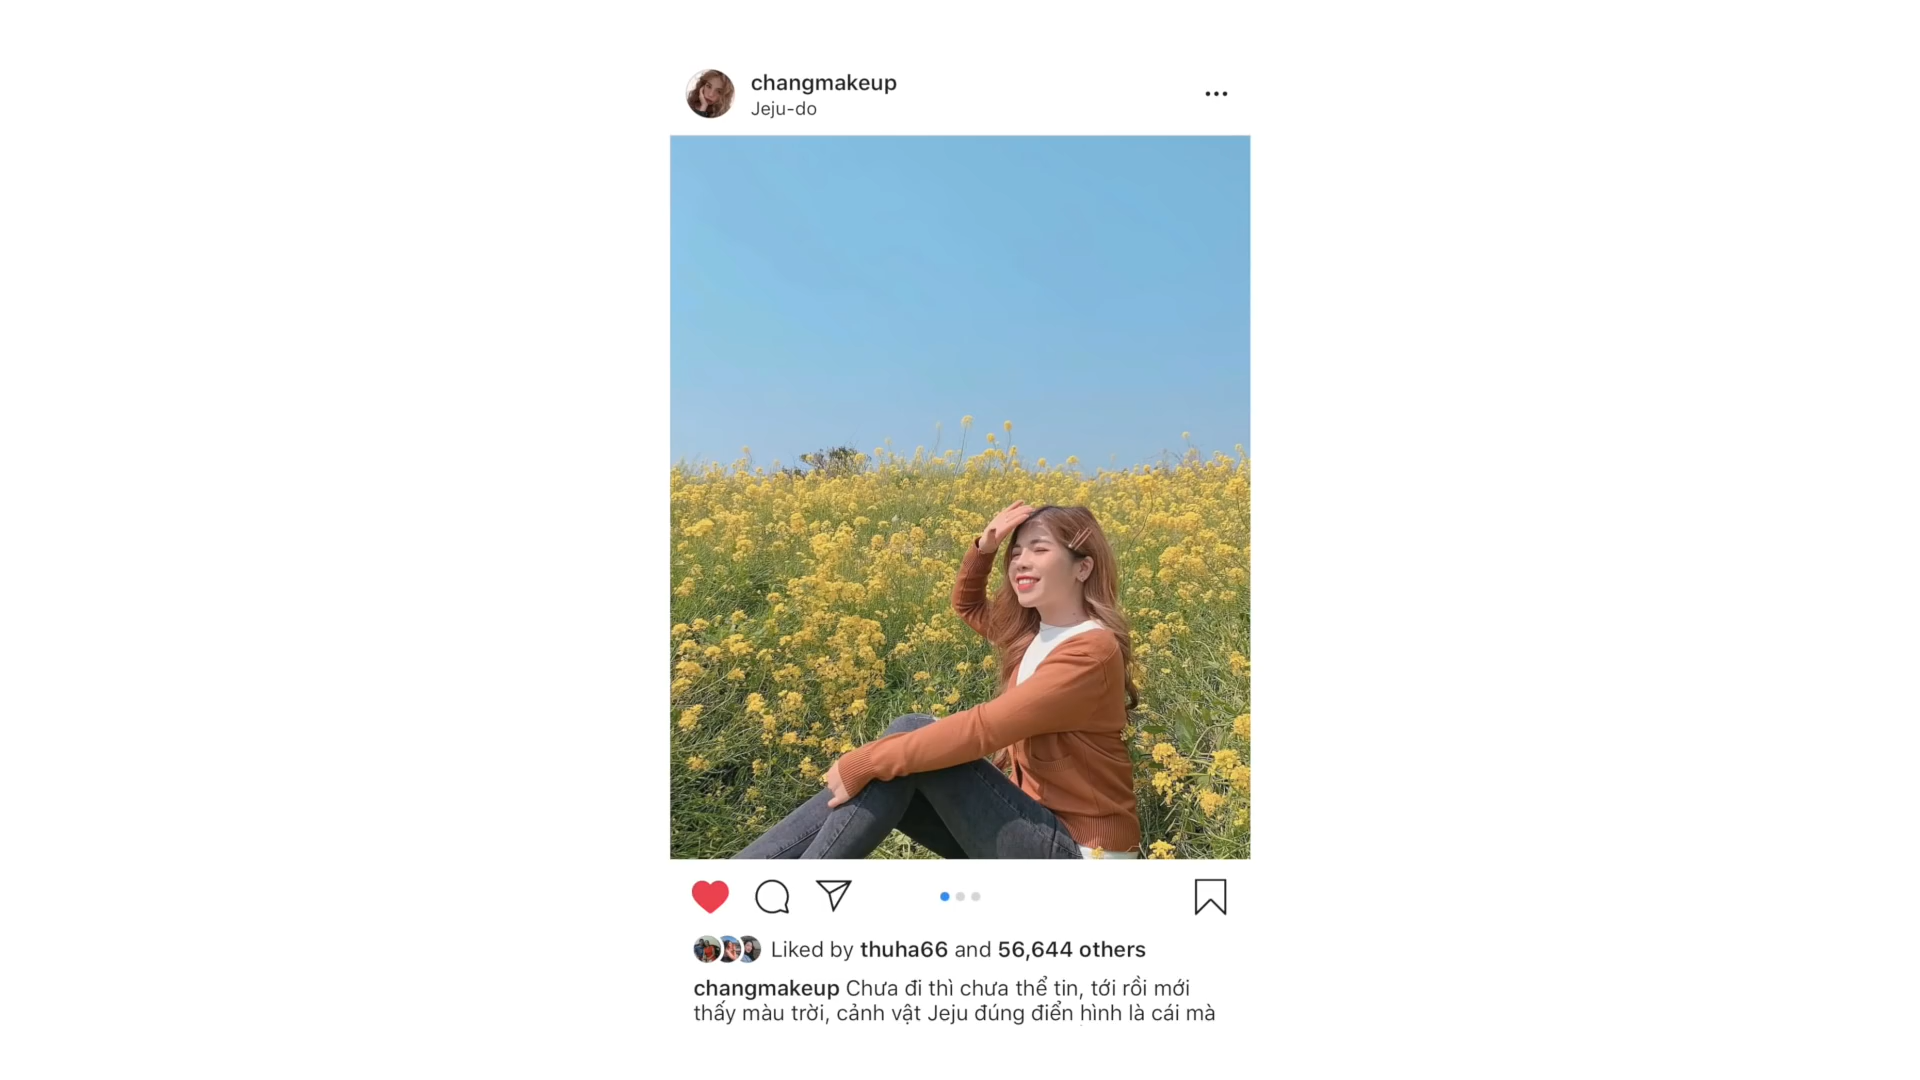 changmakeup
Jeju-do
Liked by thuha66 and 56,644 others
changmakeup Chưa đi thì chưa thể tin, tới rồi mới
thấy màu trời, cảnh vật Jeju đúng điển hình là cái mà